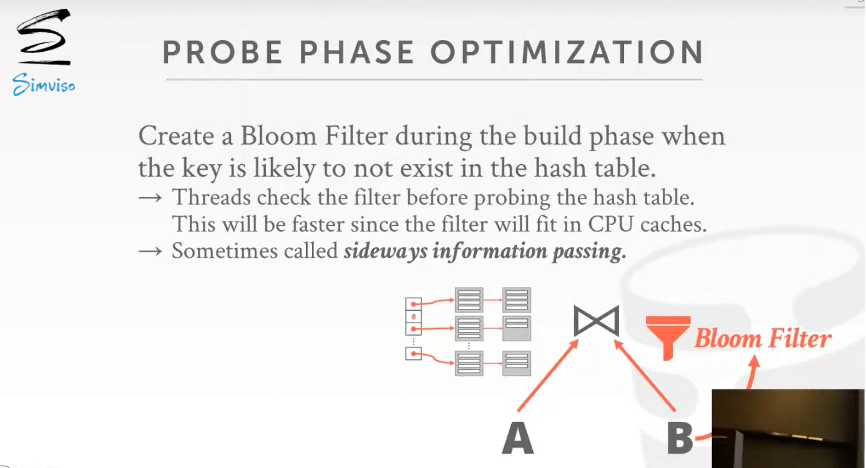 Simviso
PROBE PHASE OPTIMIZATION
Create a Bloom Filter during the build phase when
the key is likely to not exist in the hash table.
→ Threads check the filter before probing the hash table.
This will be faster since the filter will fit in CPU caches.
→ Sometimes called sideways information passing.
Bloom Filter
A
B